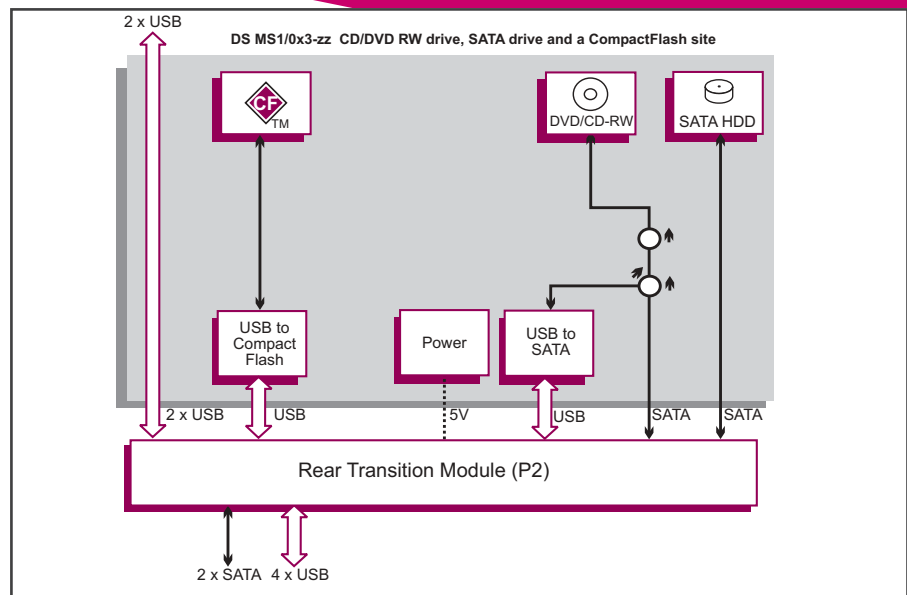 2 x USB
DS MS1/0x3-zz CD/DVD RW drive, SATA drive and a CompactFlash site
CF
TM
DVD/CD-RW
SATA HDD
USB to
Compact
Flash
Power
USB to
SATA
2 x USB
USB
5V
USB
SATA
SATA
Rear Transition Module (P2)
2 x SATA
4 x USB